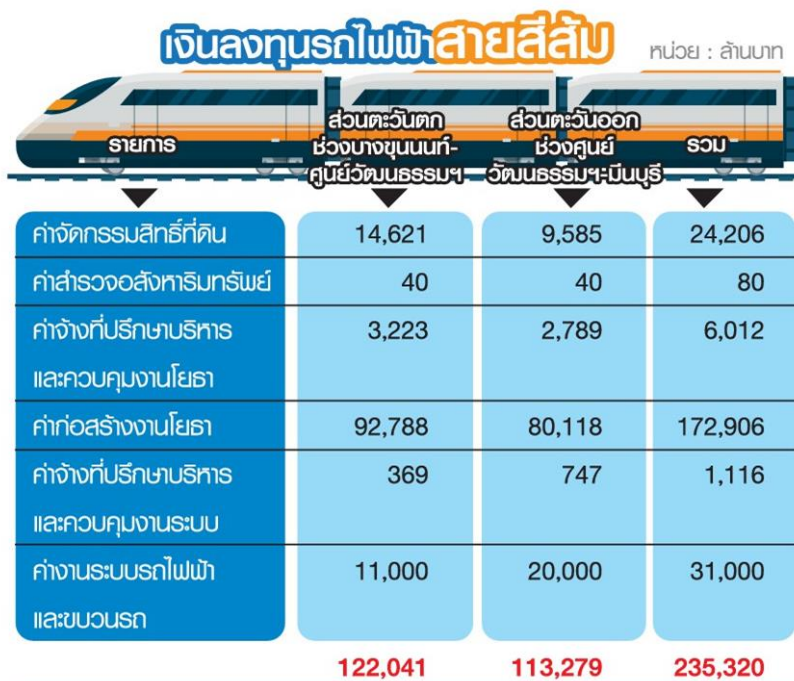 เงินลงทุนรถไฟฟ้าสายสีส้ม
หน่วย : ล้านบาท
รายการ
ส่วนตะวันตก
ช่วงบางขุนนนท์-
ศูนย์วัฒนธรรมฯ
ส่วนตะวันออก
ช่วงศูนย์
วัฒนธรรมฯ-มีนบุรี
รวม
ค่าจัดกรรมสิทธิ์ที่ดิน 14,621 9,585 24,206
ค่าสำรวจอสังหาริมทรัพย์ 40 40 80
ค่าจ้างที่ปรึกษาบริหาร 3,223 2,789 6,012
และควบคุมงานโยธา
ค่าก่อสร้างงานโยธา 92,788 80,118 172,906
ค่าจ้างที่ปรึกษาบริหาร 369 747 1,116
และควบคุมงานระบบ
ค่างานระบบรถไฟฟ้า 11,000 20,000 31,000
และขบวนรถ
122,041 113,279 235,320